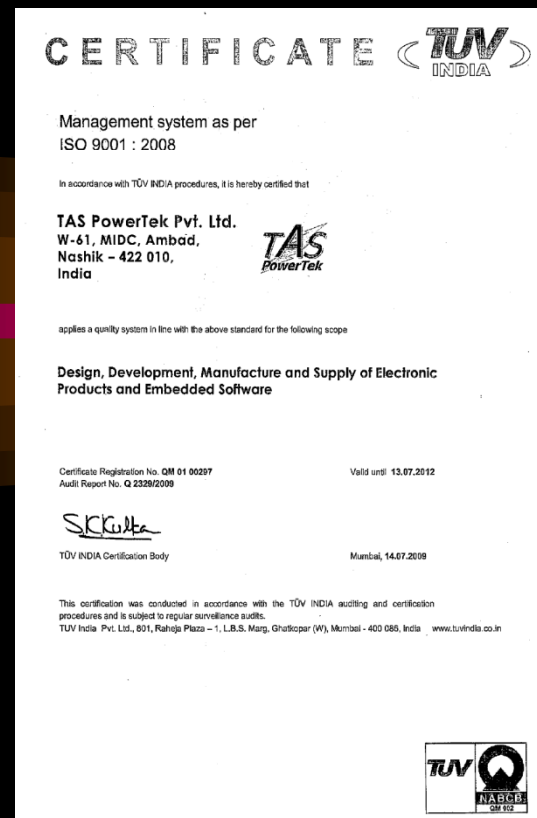 CERTIFICATE
TÜV
INDIA
Management system as per
ISO 9001 : 2008
In accordance with TÜV INDIA procedures, it is hereby certified that
TAS PowerTek Pvt. Ltd.
W-61, MIDC, Ambad,
Nashik – 422 010,
India
TAS
PowerTek
applies a quality system in line with the above standard for the following scope
Design, Development, Manufacture and Supply of Electronic
Products and Embedded Software
Certificate Registration No. QM 01 00297
Valid until 13.07.2012
Audit Report No. Q 2329/2009
TÜV INDIA Certification Body
Mumbai, 14.07.2009
This certification was conducted in accordance with the TÜV INDIA auditing and certification
procedures and is subject to regular surveillance audits.
TUV India Pvt. Ltd., 801, Raheja Plaza – 1, L.B.S. Marg, Ghatkopar (W), Mumbai - 400 086, India www.tuvindia.co.in
TUV
NABCB
QM 002